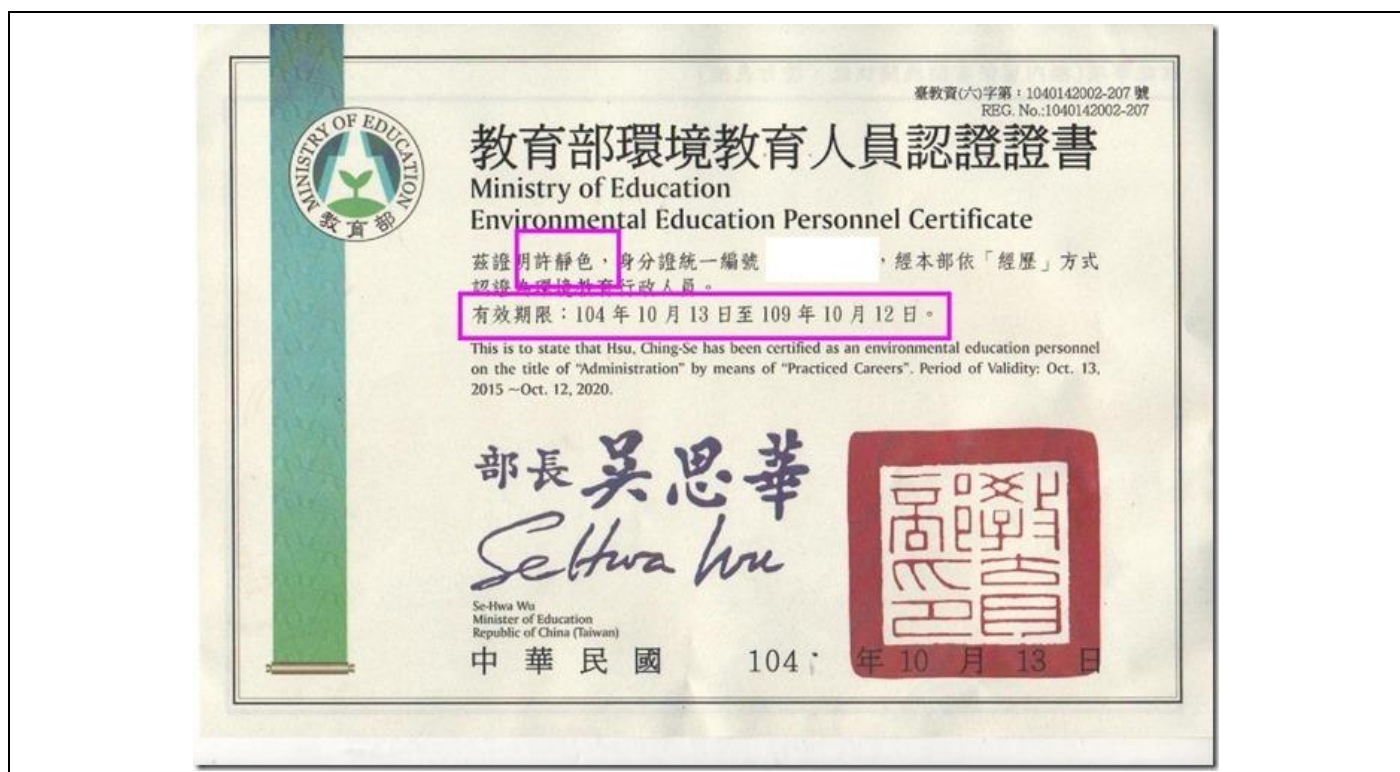 臺教資(六)字第：1040142002-207 號
REG. No.:1040142002-207
MINISTRY OF EDUCATION
教育部
教育部環境教育人員認證證書
Ministry of Education
Environmental Education Personnel Certificate
茲證明許靜色，身分證統一編號 ，經本部依「經歷」方式
認證為環境教育行政人員。
有效期限：104 年 10 月 13 日至 109 年 10 月 12 日。
This is to state that Hsu, Ching-Se has been certified as an environmental education personnel
on the title of "Administration" by means of "Practiced Careers". Period of Validity: Oct. 13,
2015 ~Oct. 12, 2020.
部長 吳思華
SeHwa Wu
Se-Hwa Wu
Minister of Education
Republic of China (Taiwan)
教育部印
中華民國 104 年 10 月 13 日